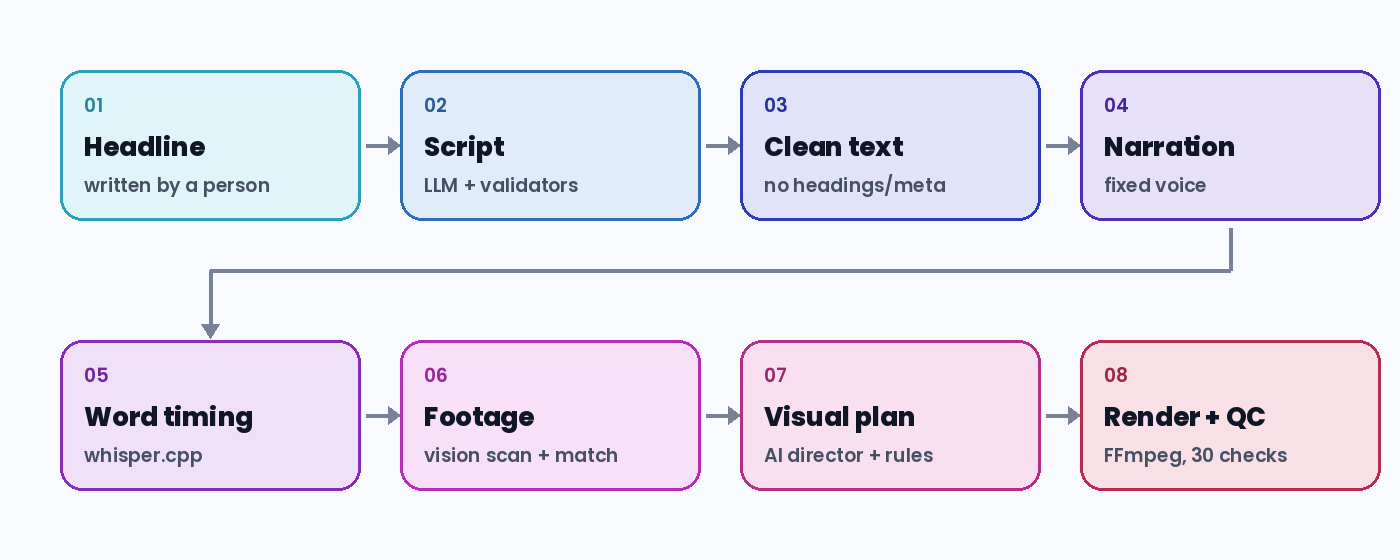 01
Headline
written by a person
02
Script
LLM + validators
03
Clean text
no headings/meta
04
Narration
fixed voice
05
Word timing
whisper.cpp
06
Footage
vision scan + match
07
Visual plan
AI director + rules
08
Render + QC
FFmpeg, 30 checks